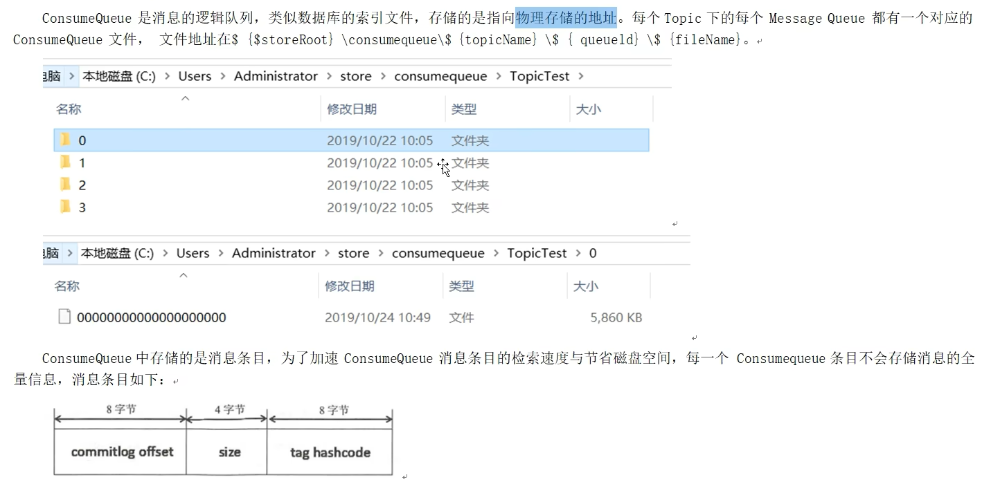 ConsumeQueue 是消息的逻辑队列，类似数据库的索引文件，存储的是指向物理存储的地址。每个Topic 下的每个 Message Queue 都有一个对应的
ConsumeQueue 文件， 文件地址在$ {$storeRoot} \consumequeue\$ {topicName} \$ { queueld} \$ {fileName}。
脑 > 本地磁盘 (C:) > Users > Administrator > store > consumequeue > TopicTest >
名称 修改日期 类型 大小
0 2019/10/22 10:05 文件夹
1 2019/10/22 10:05 文件夹
2 2019/10/22 10:05 文件夹
3 2019/10/22 10:05 文件夹
脑 > 本地磁盘 (C:) > Users > Administrator > store > consumequeue > TopicTest > 0
名称 修改日期 类型 大小
00000000000000000000 2019/10/24 10:49 文件 5,860 KB
ConsumeQueue 中存储的是消息条目，为了加速 ConsumeQueue 消息条目的检索速度与节省磁盘空间，每一个 Consumequeue 条目不会存储消息的全
量信息，消息条目如下：
8 字节 4 字节 8 字节
commitlog offset size tag hashcode